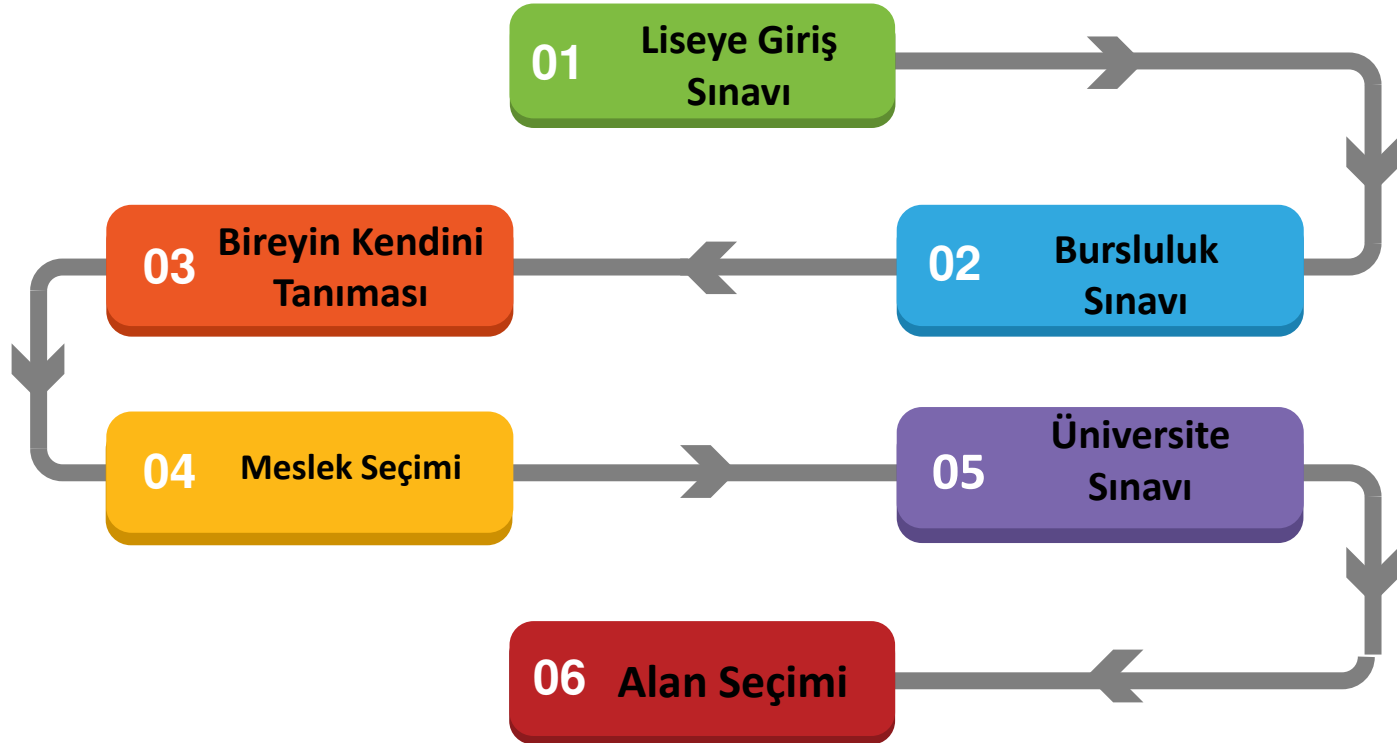 01 Liseye Giriş
Sınavı
02 Bursluluk
Sınavı
03 Bireyin Kendini
Tanıması
04 Meslek Seçimi
05 Üniversite
Sınavı
06 Alan Seçimi